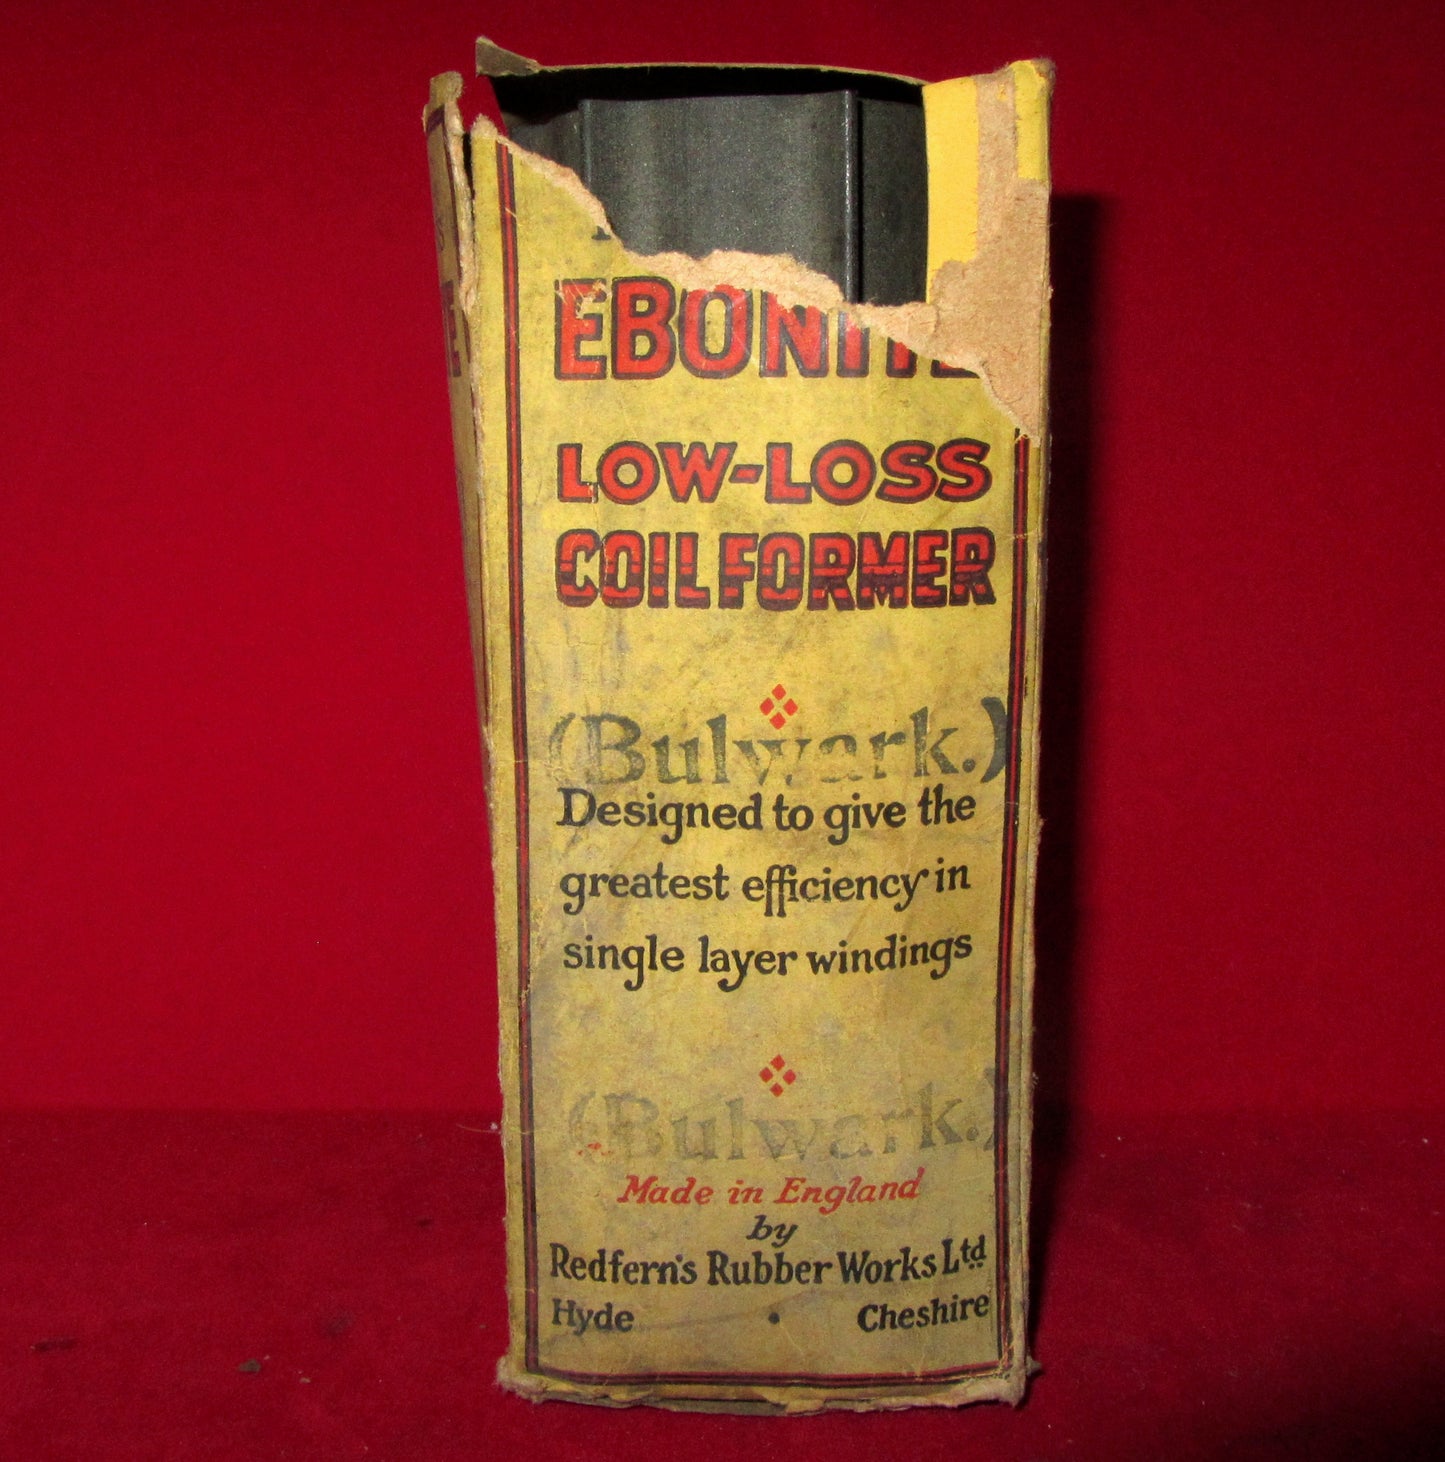 EBONITE
LOW-LOSS
COIL FORMER
(Bulwark.)
Designed to give the
greatest efficiency in
single layer windings
(Bulwark.)
Made in England
by
Redfern's Rubber Works Ltd
Hyde • Cheshire